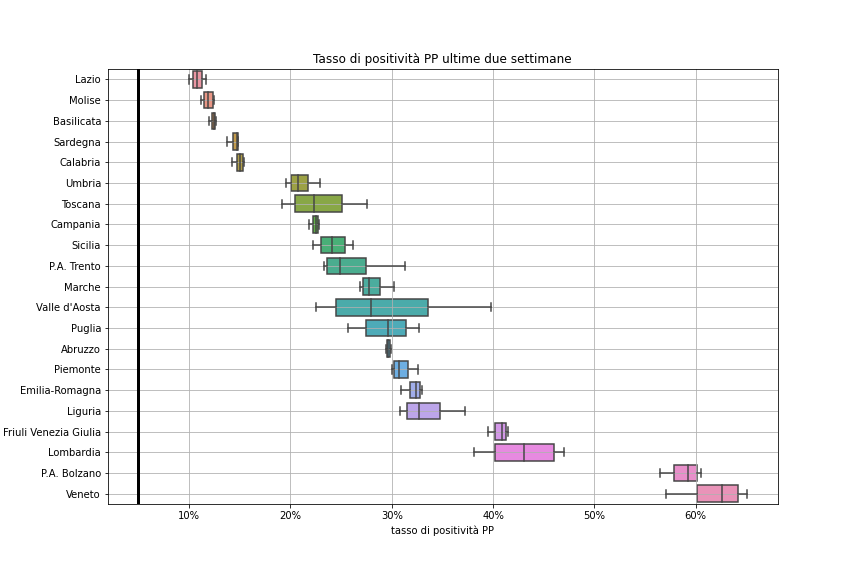 Tasso di positività PP ultime due settimane
Lazio
Molise
Basilicata
Sardegna
Calabria
Umbria
Toscana
Campania
Sicilia
P.A. Trento
Marche
Valle d'Aosta
Puglia
Abruzzo
Piemonte
Emilia-Romagna
Liguria
Friuli Venezia Giulia
Lombardia
P.A. Bolzano
Veneto
10% 20% 30% 40% 50% 60%
tasso di positività PP